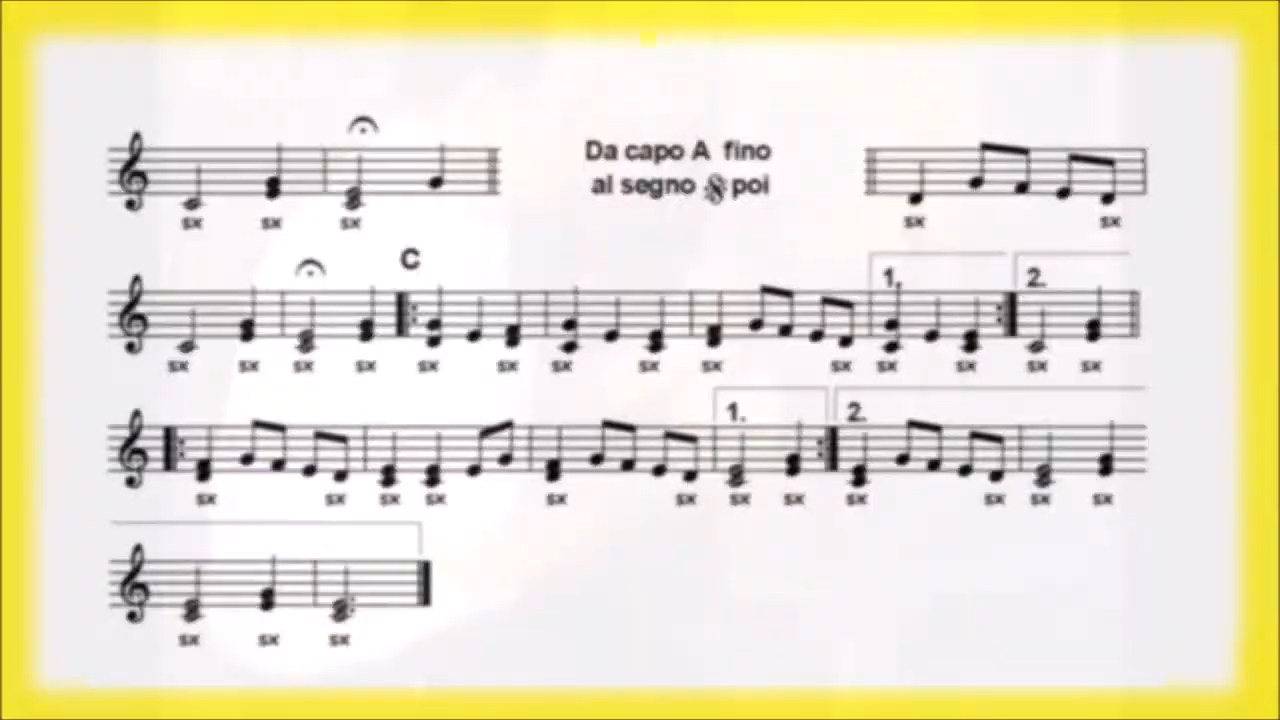 Da capo A fino
al segno 𝄋 poi
sx sx sx sx sx
C
1. 2.
sx sx sx sx sx sx sx sx sx sx sx sx sx sx
1. 2.
sx sx sx sx sx sx sx sx sx sx sx sx
sx sx sx